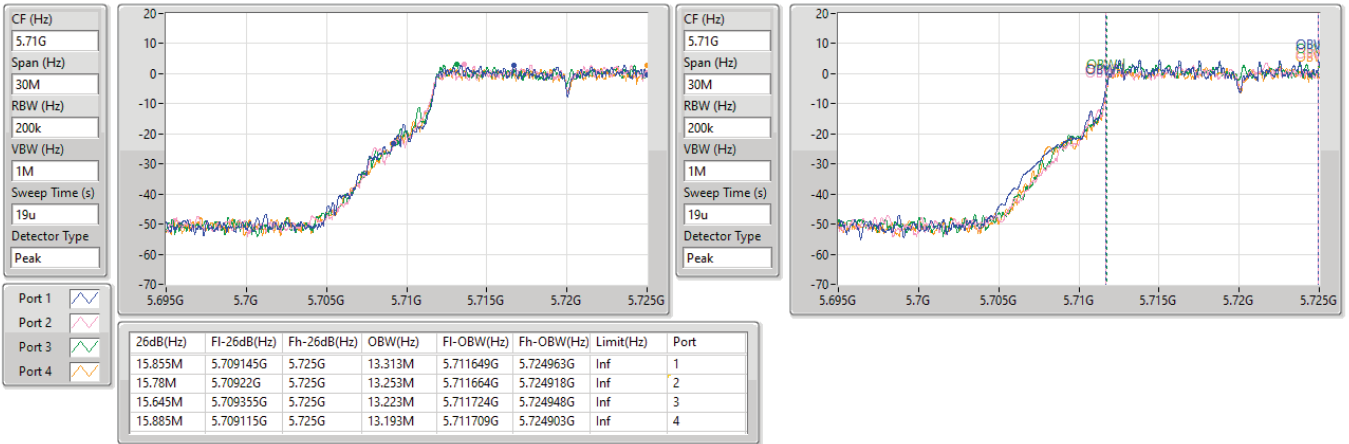 CF (Hz)
5.71G
Span (Hz)
30M
RBW (Hz)
200k
VBW (Hz)
1M
Sweep Time (s)
19u
Detector Type
Peak
Port 1
Port 2
Port 3
Port 4
20
10
0
-10
-20
-30
-40
-50
-60
-70
5.695G 5.7G 5.705G 5.71G 5.715G 5.72G 5.725G
CF (Hz)
5.71G
Span (Hz)
30M
RBW (Hz)
200k
VBW (Hz)
1M
Sweep Time (s)
19u
Detector Type
Peak
20
10
0
-10
-20
-30
-40
-50
-60
-70
5.695G 5.7G 5.705G 5.71G 5.715G 5.72G 5.725G
26dB(Hz) Fl-26dB(Hz) Fh-26dB(Hz) OBW(Hz) Fl-OBW(Hz) Fh-OBW(Hz) Limit(Hz) Port
15.855M 5.709145G 5.725G 13.313M 5.711649G 5.724963G Inf 1
15.78M 5.70922G 5.725G 13.253M 5.711664G 5.724918G Inf 2
15.645M 5.709355G 5.725G 13.223M 5.711724G 5.724948G Inf 3
15.885M 5.709115G 5.725G 13.193M 5.711709G 5.724903G Inf 4